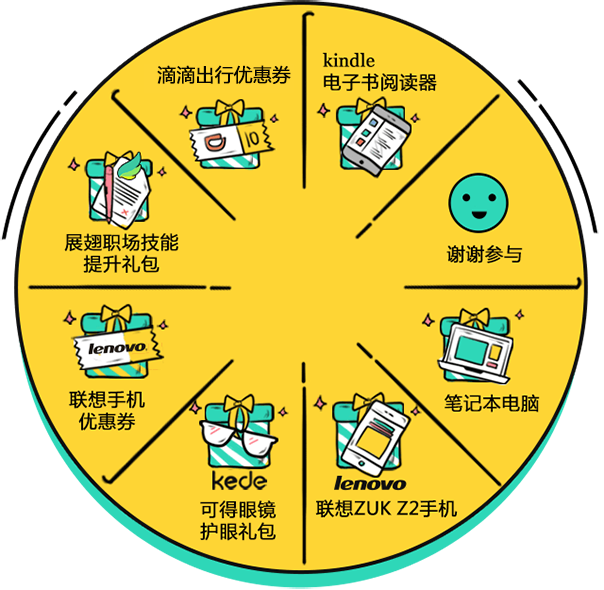 滴滴出行优惠券
10
kindle
电子书阅读器
谢谢参与
笔记本电脑
lenovo
联想ZUK Z2手机
kede
可得眼镜
护眼礼包
lenovo
联想手机
优惠券
展翅职场技能
提升礼包